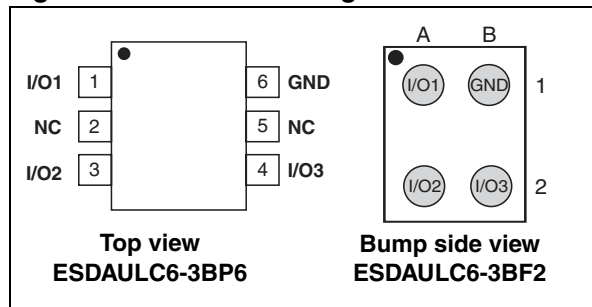 A B
I/O1 1 6 GND
I/O1 GND 1
NC 2 5 NC
I/O2 3 4 I/O3
I/O2 I/O3 2
Top view
ESDAULC6-3BP6
Bump side view
ESDAULC6-3BF2